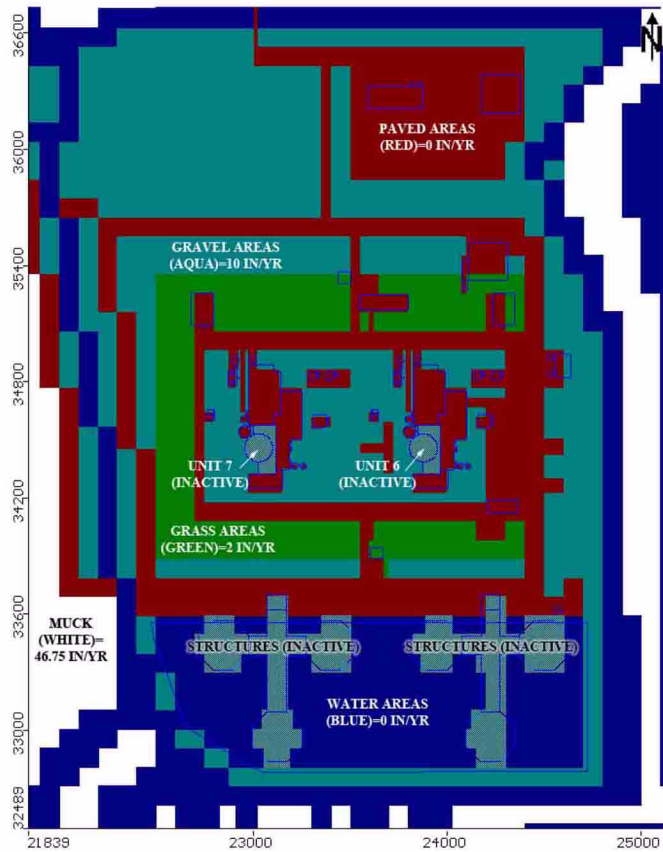 36600
N
PAVED AREAS
(RED)=0 IN/YR
36000
GRAVEL AREAS
(AQUA)=10 IN/YR
35400
34800
UNIT 7
(INACTIVE)
UNIT 6
(INACTIVE)
34200
GRASS AREAS
(GREEN)=2 IN/YR
33600
MUCK
(WHITE)=
46.75 IN/YR
STRUCTURES (INACTIVE)
STRUCTURES (INACTIVE)
WATER AREAS
(BLUE)=0 IN/YR
33000
32489
21839
23000
24000
25000